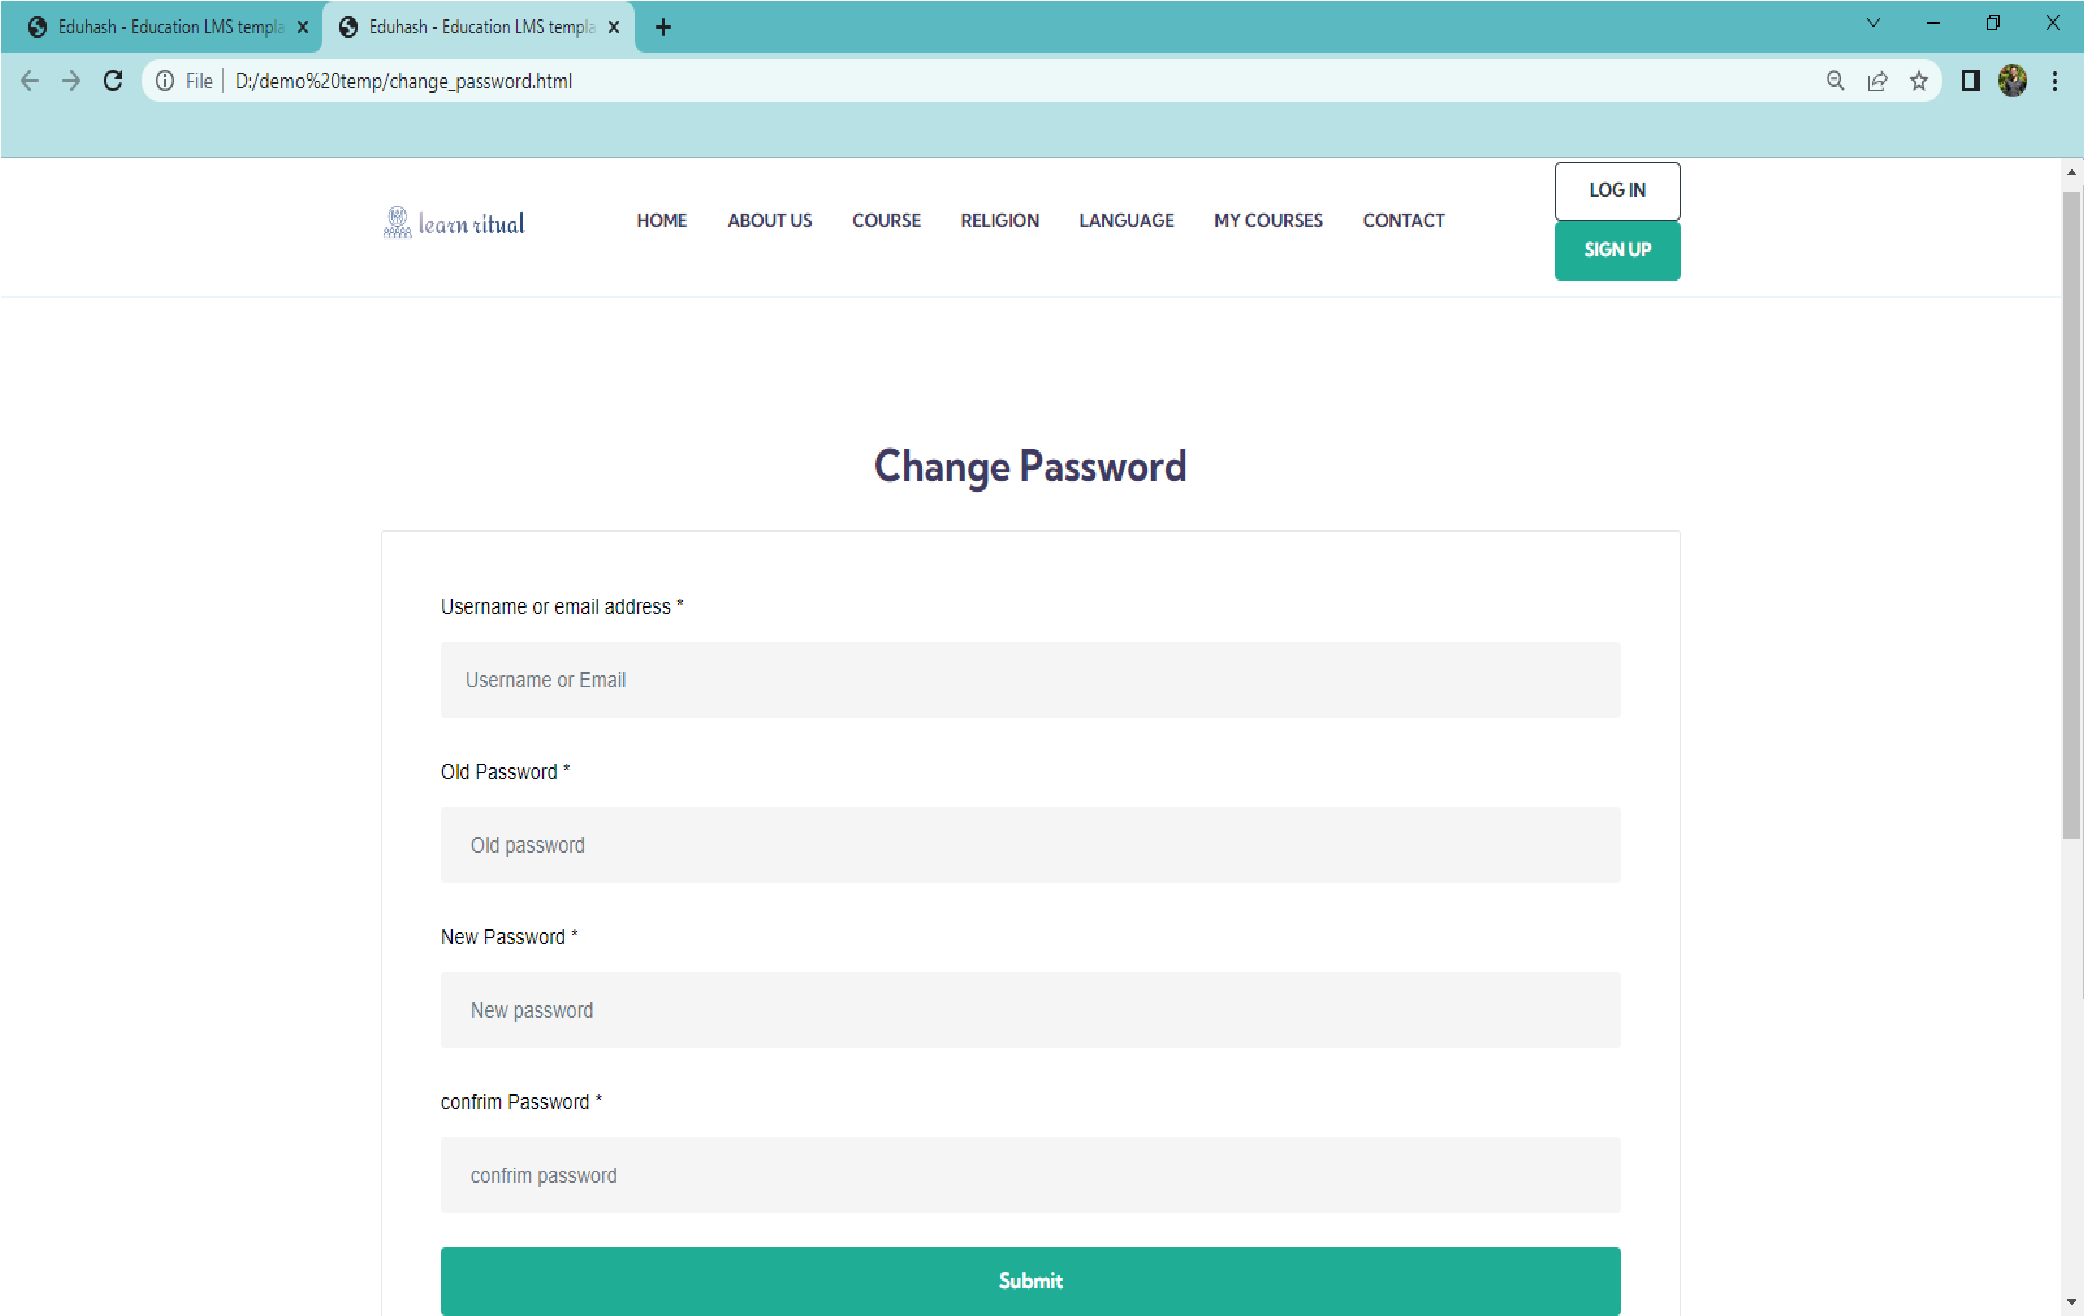 Eduhash - Education LMS templa
Eduhash - Education LMS templa
File D:/demo%20temp/change_password.html
learn ritual
HOME ABOUT US COURSE RELIGION LANGUAGE MY COURSES CONTACT
LOG IN
SIGN UP
Change Password
Username or email address *
Username or Email
Old Password *
Old password
New Password *
New password
confrim Password *
confrim password
Submit